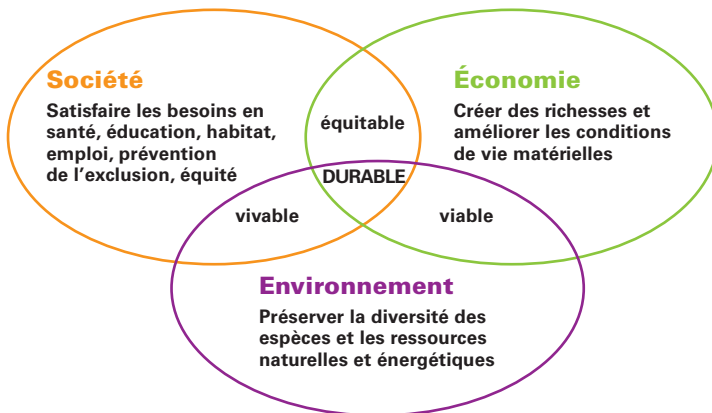 Société
Satisfaire les besoins en
santé, éducation, habitat,
emploi, prévention
de l’exclusion, équité
équitable
Économie
Créer des richesses et
améliorer les conditions
de vie matérielles
DURABLE
vivable
viable
Environnement
Préserver la diversité des
espèces et les ressources
naturelles et énergétiques